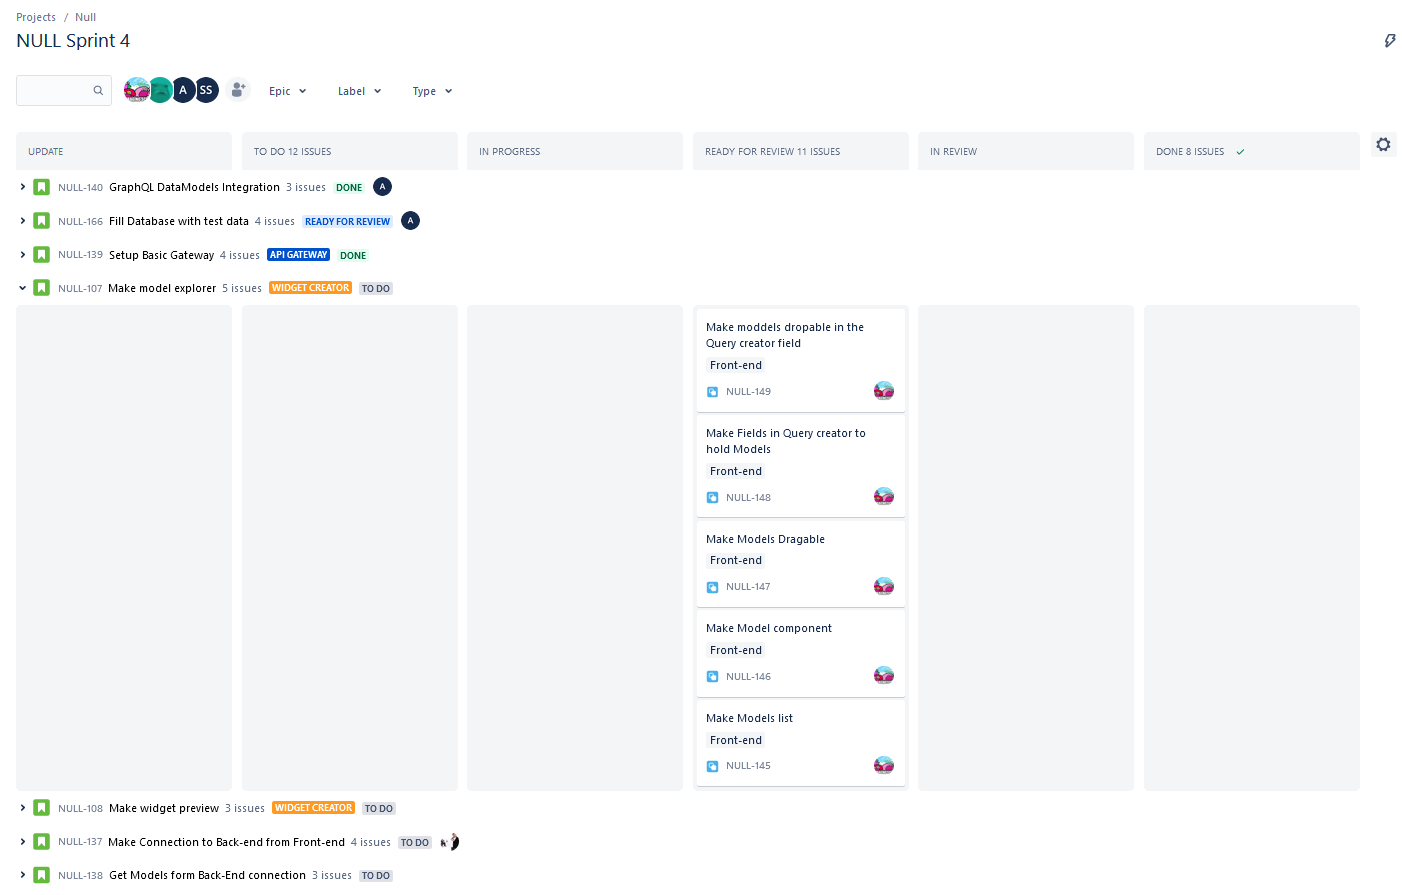 Projects / Null
NULL Sprint 4
A SS Epic Label Type
UPDATE TO DO 12 ISSUES IN PROGRESS READY FOR REVIEW 11 ISSUES IN REVIEW DONE 8 ISSUES
NULL-140 GraphQL DataModels Integration 3 issues DONE A
NULL-166 Fill Database with test data 4 issues READY FOR REVIEW A
NULL-139 Setup Basic Gateway 4 issues API GATEWAY DONE
NULL-107 Make model explorer 5 issues WIDGET CREATOR TO DO
Make moddels dropable in the
Query creator field
Front-end
NULL-149
Make Fields in Query creator to
hold Models
Front-end
NULL-148
Make Models Dragable
Front-end
NULL-147
Make Model component
Front-end
NULL-146
Make Models list
Front-end
NULL-145
NULL-108 Make widget preview 3 issues WIDGET CREATOR TO DO
NULL-137 Make Connection to Back-end from Front-end 4 issues TO DO
NULL-138 Get Models form Back-End connection 3 issues TO DO